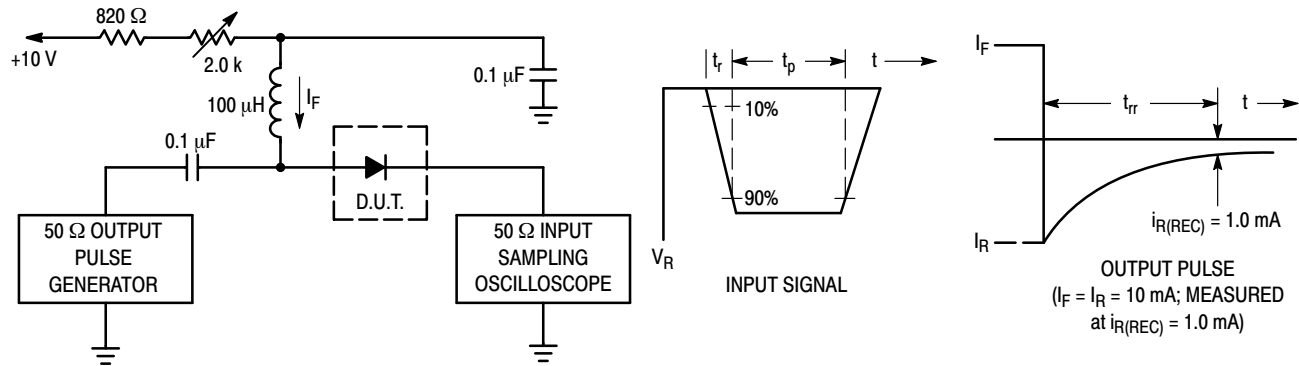 820 Ω
+10 V
2.0 k
100 μH
I_F
0.1 μF
0.1 μF
D.U.T.
50 Ω OUTPUT
PULSE
GENERATOR
50 Ω INPUT
SAMPLING
OSCILLOSCOPE
t_r
t_p
t
10%
90%
V_R
INPUT SIGNAL
I_F
t_rr
t
I_R
i_R(REC) = 1.0 mA
OUTPUT PULSE
(I_F = I_R = 10 mA; MEASURED
at i_R(REC) = 1.0 mA)